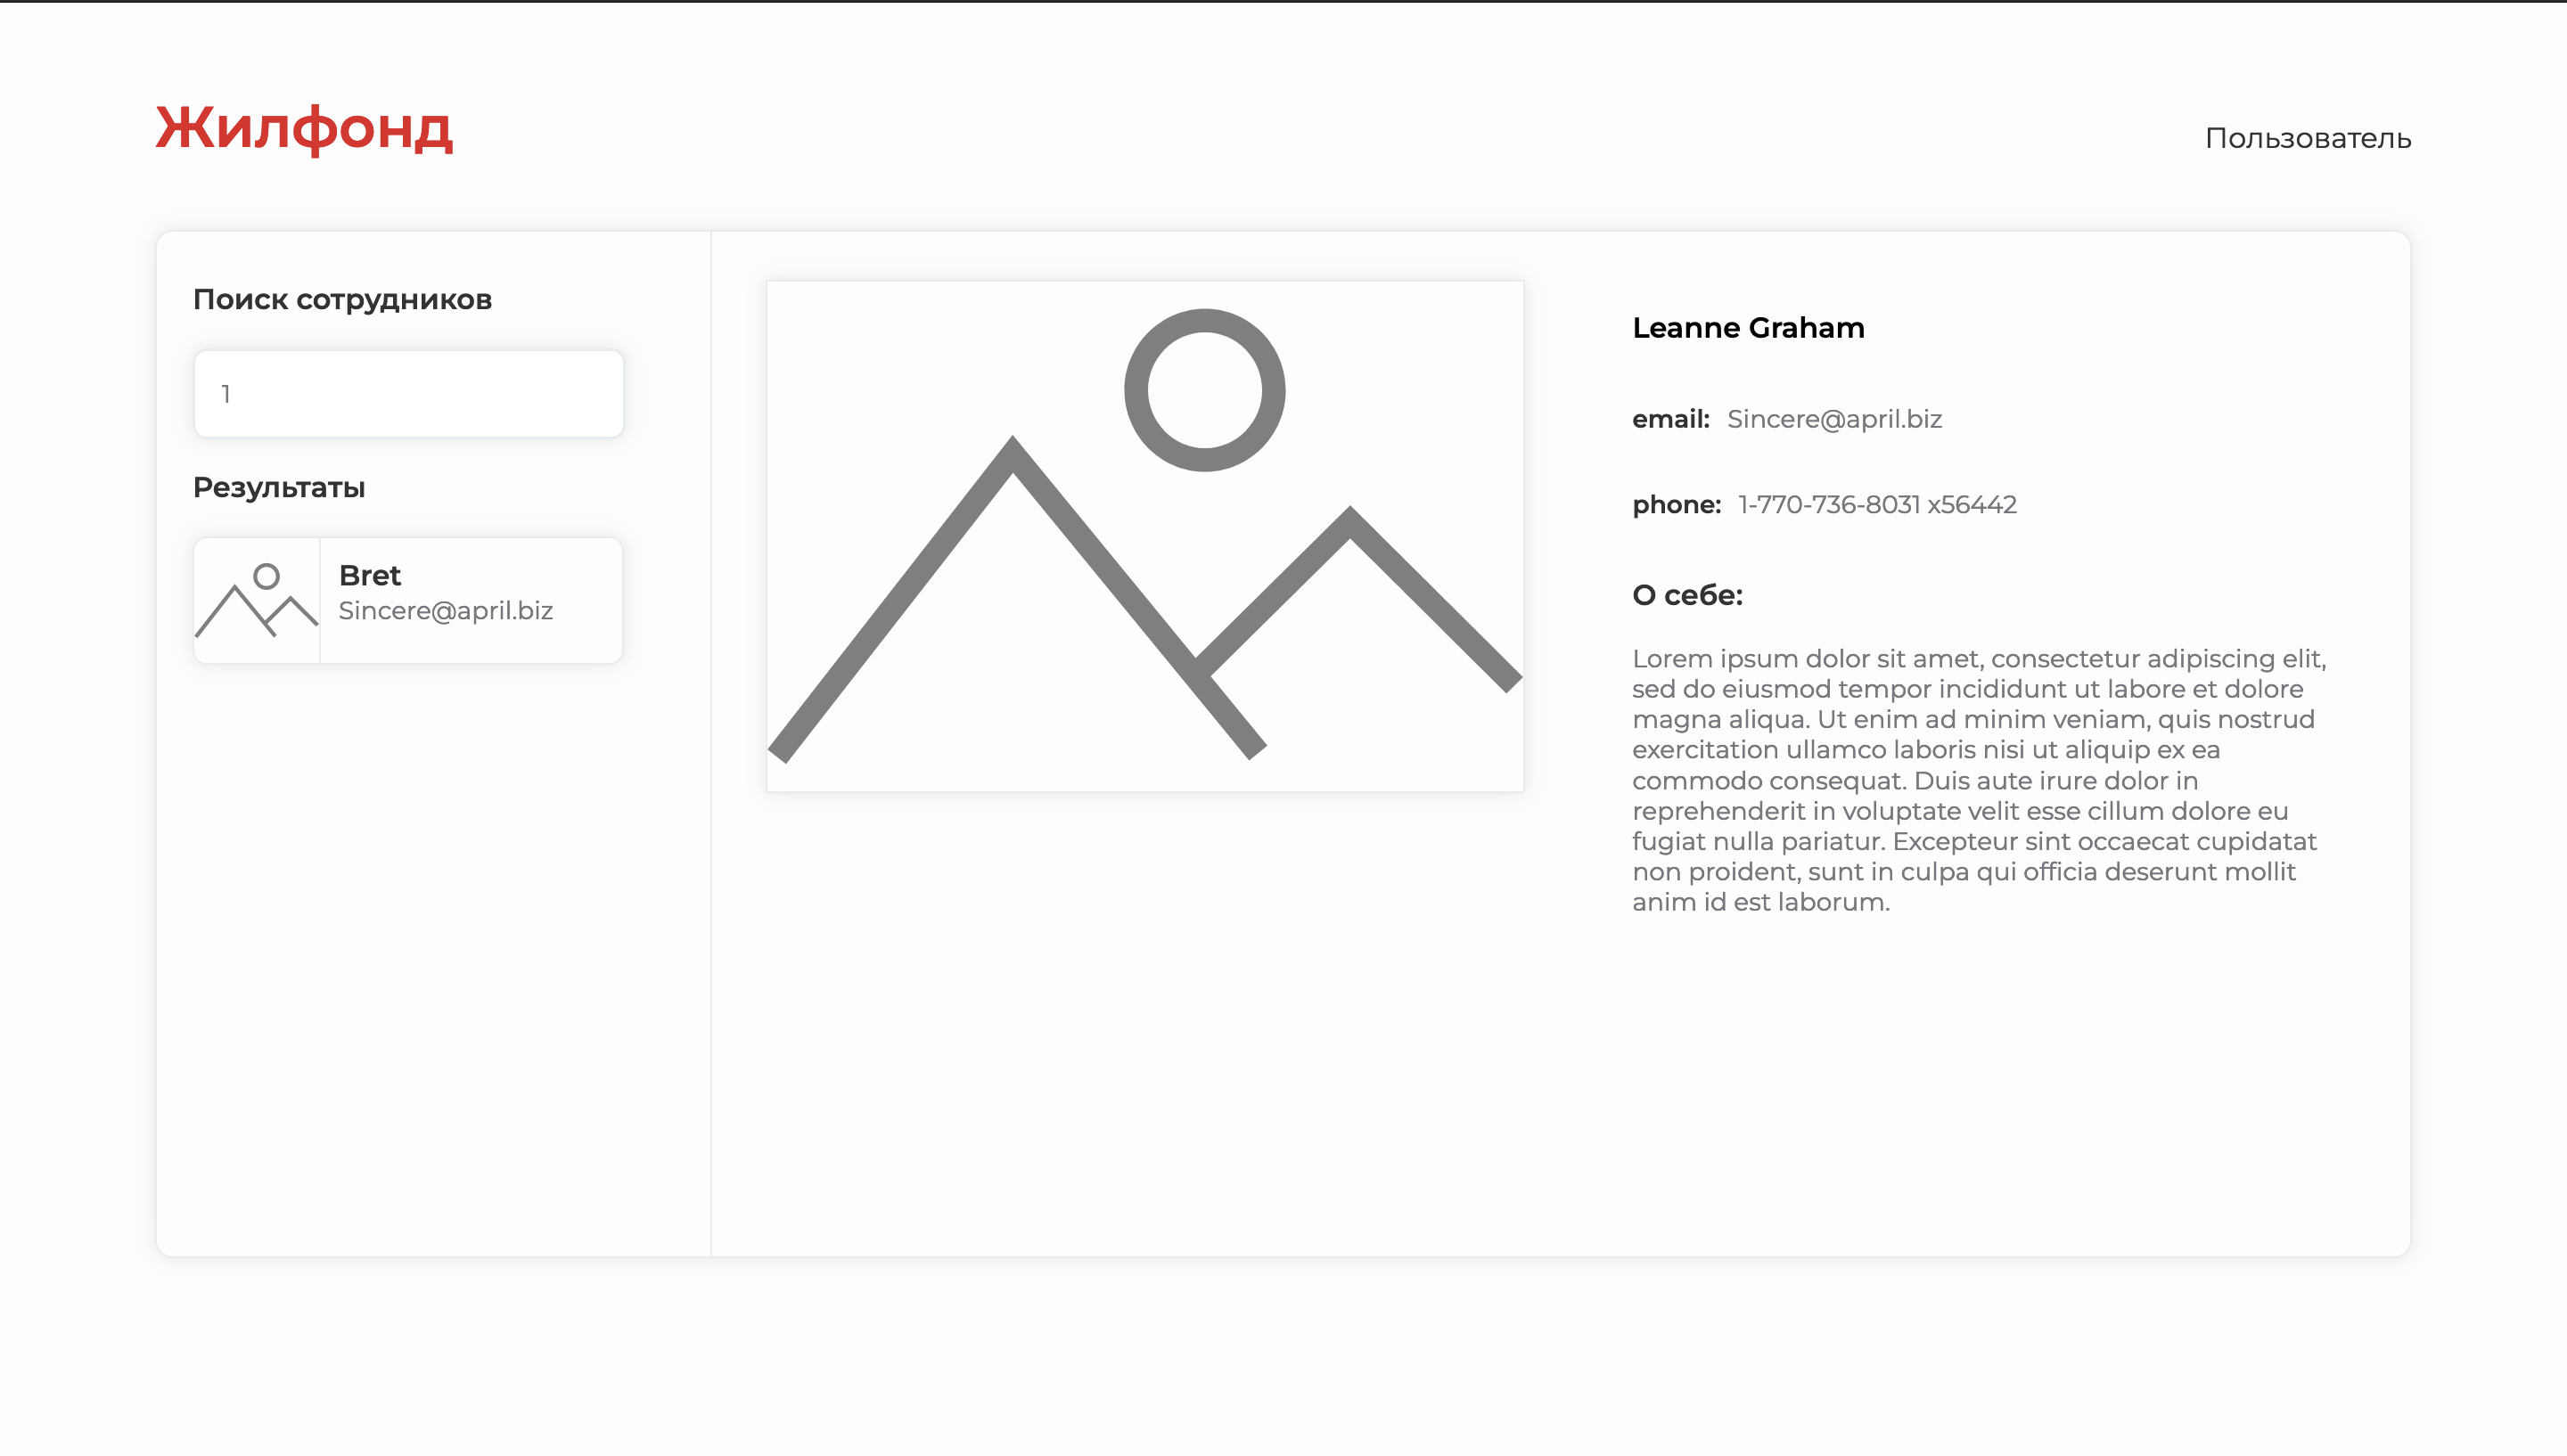 Жилфонд
Пользователь
Поиск сотрудников
1
Результаты
Bret
Sincere@april.biz
Leanne Graham
email: Sincere@april.biz
phone: 1-770-736-8031 x56442
О себе:
Lorem ipsum dolor sit amet, consectetur adipiscing elit,
sed do eiusmod tempor incididunt ut labore et dolore
magna aliqua. Ut enim ad minim veniam, quis nostrud
exercitation ullamco laboris nisi ut aliquip ex ea
commodo consequat. Duis aute irure dolor in
reprehenderit in voluptate velit esse cillum dolore eu
fugiat nulla pariatur. Excepteur sint occaecat cupidatat
non proident, sunt in culpa qui officia deserunt mollit
anim id est laborum.